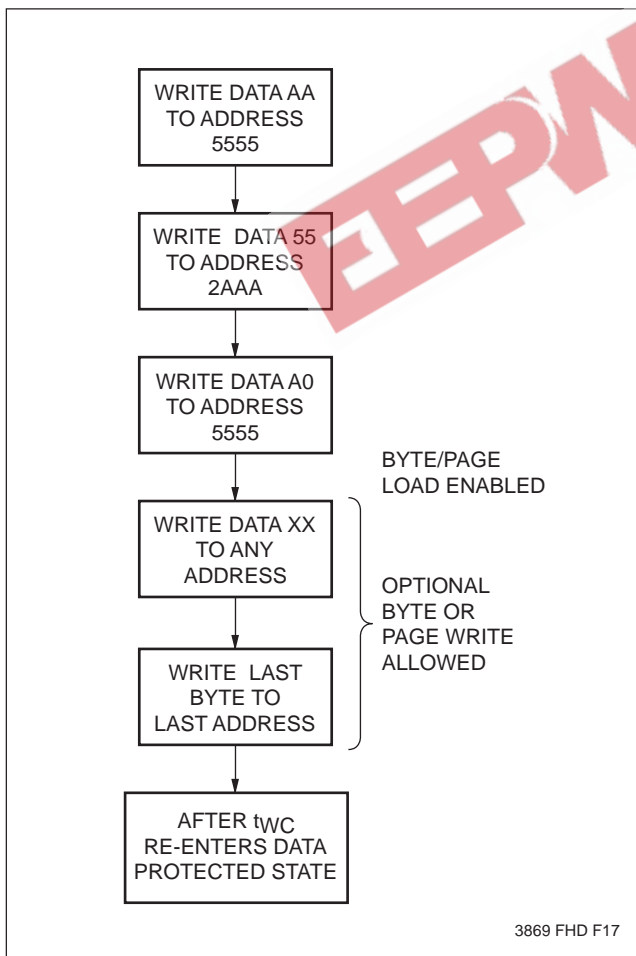 WRITE DATA AA
TO ADDRESS
5555
WRITE DATA 55
TO ADDRESS
2AAA
WRITE DATA A0
TO ADDRESS
5555
BYTE/PAGE
LOAD ENABLED
WRITE DATA XX
TO ANY
ADDRESS
OPTIONAL
BYTE OR
PAGE WRITE
ALLOWED
WRITE LAST
BYTE TO
LAST ADDRESS
AFTER tWC
RE-ENTERS DATA
PROTECTED STATE
3869 FHD F17
EEPW